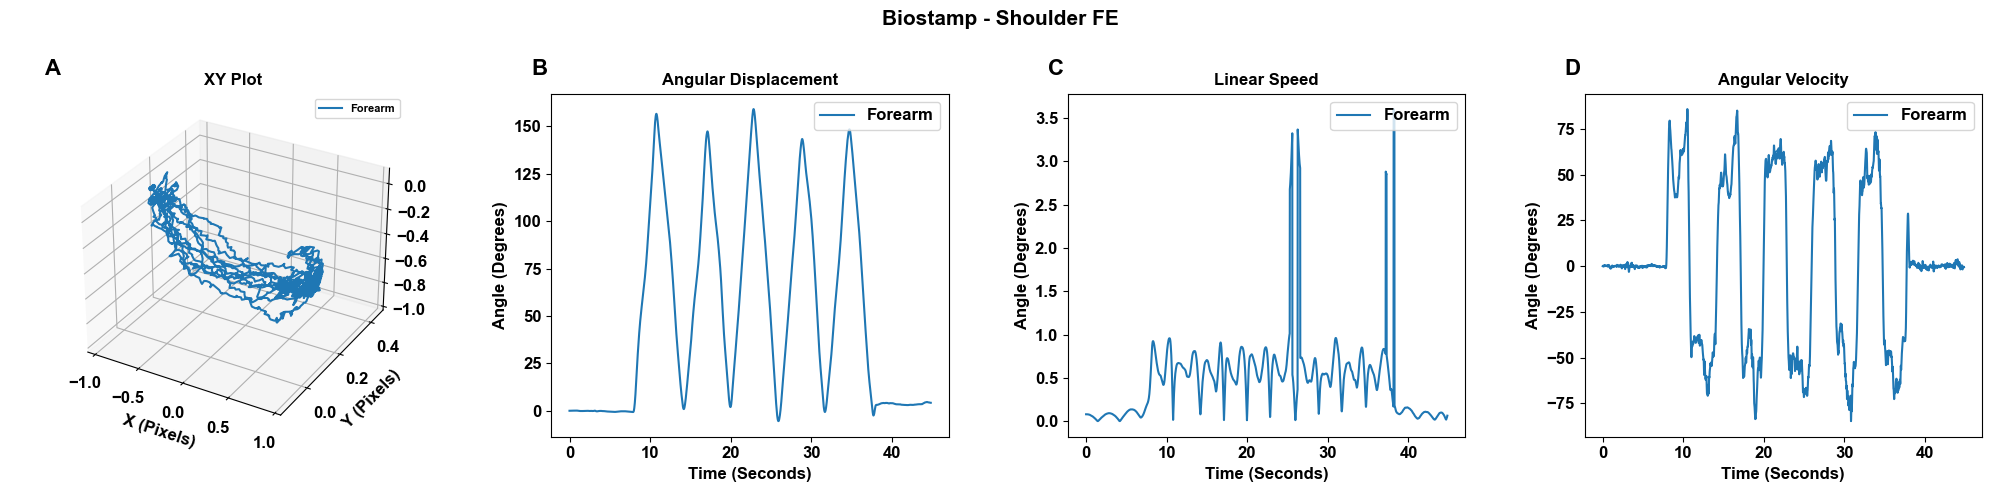 Biostamp - Shoulder FE
A
XY Plot
Forearm
0.0
−0.2
−0.4
−0.6
−0.8
−1.0
−1.0
−0.5
0.0
0.5
1.0
X (Pixels)
0.0
0.2
0.4
Y (Pixels)
B
Angular Displacement
Forearm
150
125
100
75
50
25
0
Angle (Degrees)
0 10 20 30 40
Time (Seconds)
C
Linear Speed
Forearm
3.5
3.0
2.5
2.0
1.5
1.0
0.5
0.0
Angle (Degrees)
0 10 20 30 40
Time (Seconds)
D
Angular Velocity
Forearm
75
50
25
0
−25
−50
−75
Angle (Degrees)
0 10 20 30 40
Time (Seconds)